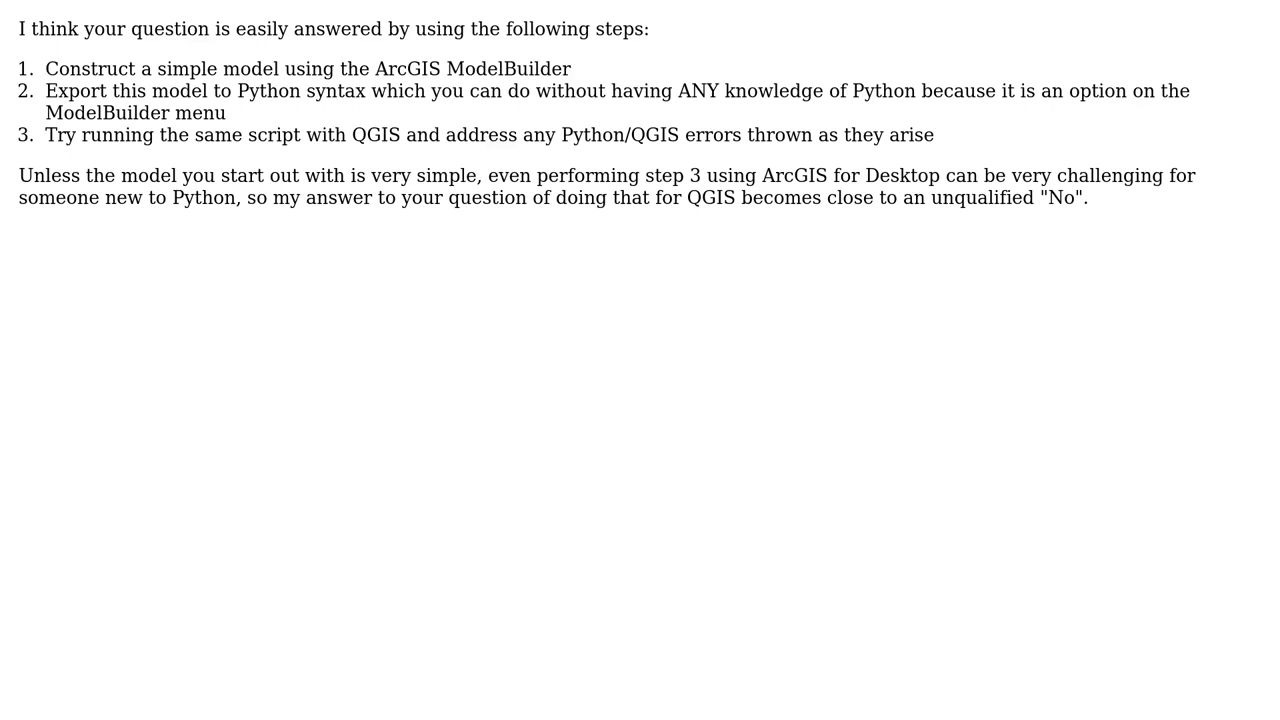 I think your question is easily answered by using the following steps:
1. Construct a simple model using the ArcGIS ModelBuilder
2. Export this model to Python syntax which you can do without having ANY knowledge of Python because it is an option on the
ModelBuilder menu
3. Try running the same script with QGIS and address any Python/QGIS errors thrown as they arise
Unless the model you start out with is very simple, even performing step 3 using ArcGIS for Desktop can be very challenging for
someone new to Python, so my answer to your question of doing that for QGIS becomes close to an unqualified "No".